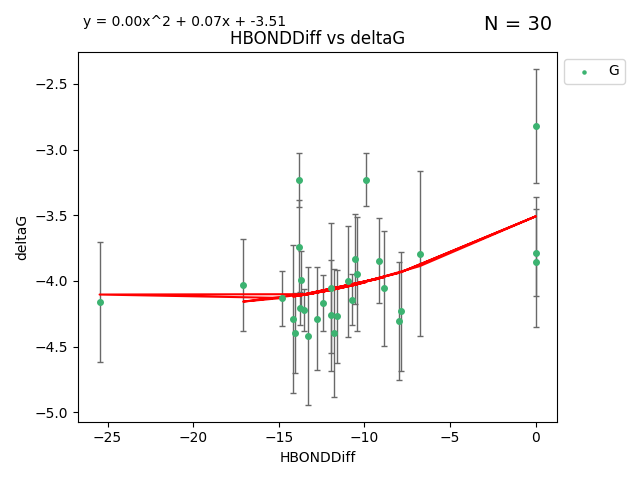 y = 0.00x^2 + 0.07x + -3.51
N = 30
HBONDDiff vs deltaG
G
−2.5
−3.0
−3.5
−4.0
−4.5
−5.0
deltaG
−25
−20
−15
−10
−5
0
HBONDDiff